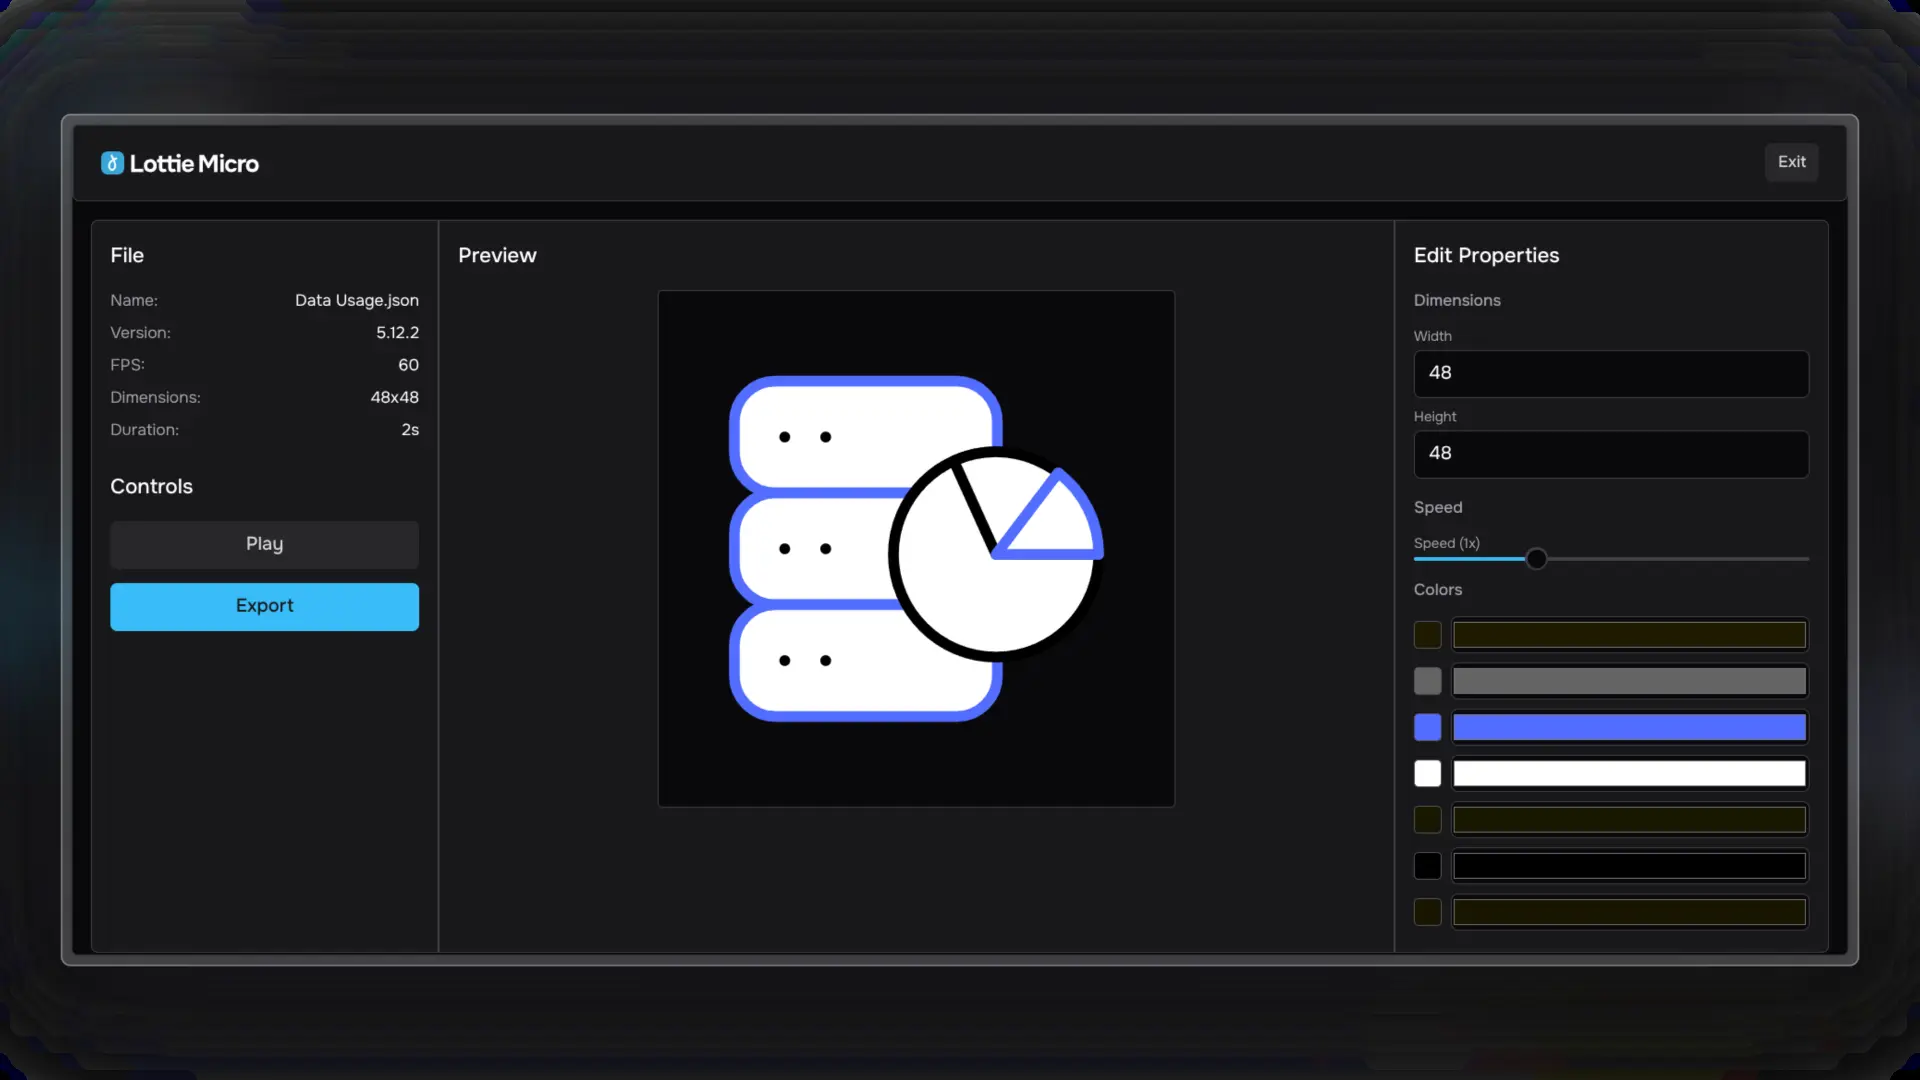 Lottie Micro
Exit
File
Name: Data Usage.json
Version: 5.12.2
FPS: 60
Dimensions: 48x48
Duration: 2s
Controls
Play
Export
Preview
Edit Properties
Dimensions
Width
48
Height
48
Speed
Speed (1x)
Colors